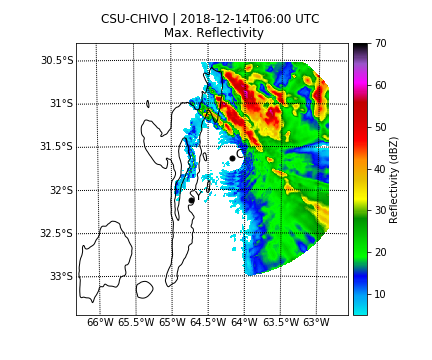 CSU-CHIVO | 2018-12-14T06:00 UTC
Max. Reflectivity
30.5°S
31°S
31.5°S
32°S
32.5°S
33°S
66°W 65.5°W 65°W 64.5°W 64°W 63.5°W 63°W
70
60
50
40
30
20
10
Reflectivity (dBZ)